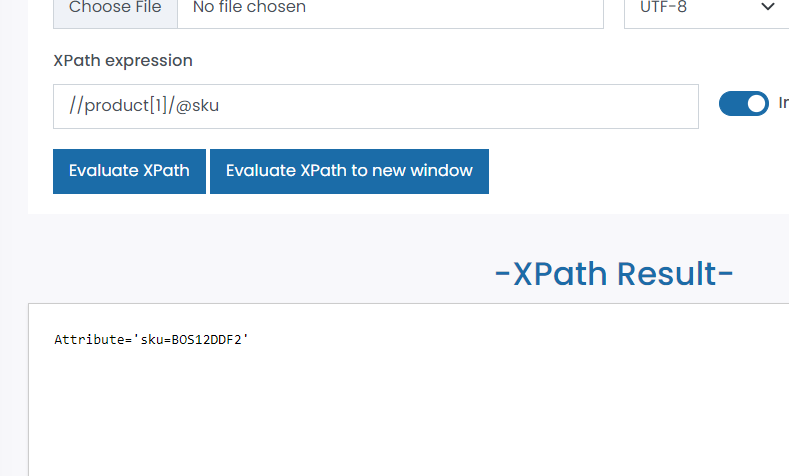 Choose File No file chosen UTF-8
XPath expression
//product[1]/@sku
Evaluate XPath Evaluate XPath to new window
-XPath Result-
Attribute='sku=BOS12DDF2'